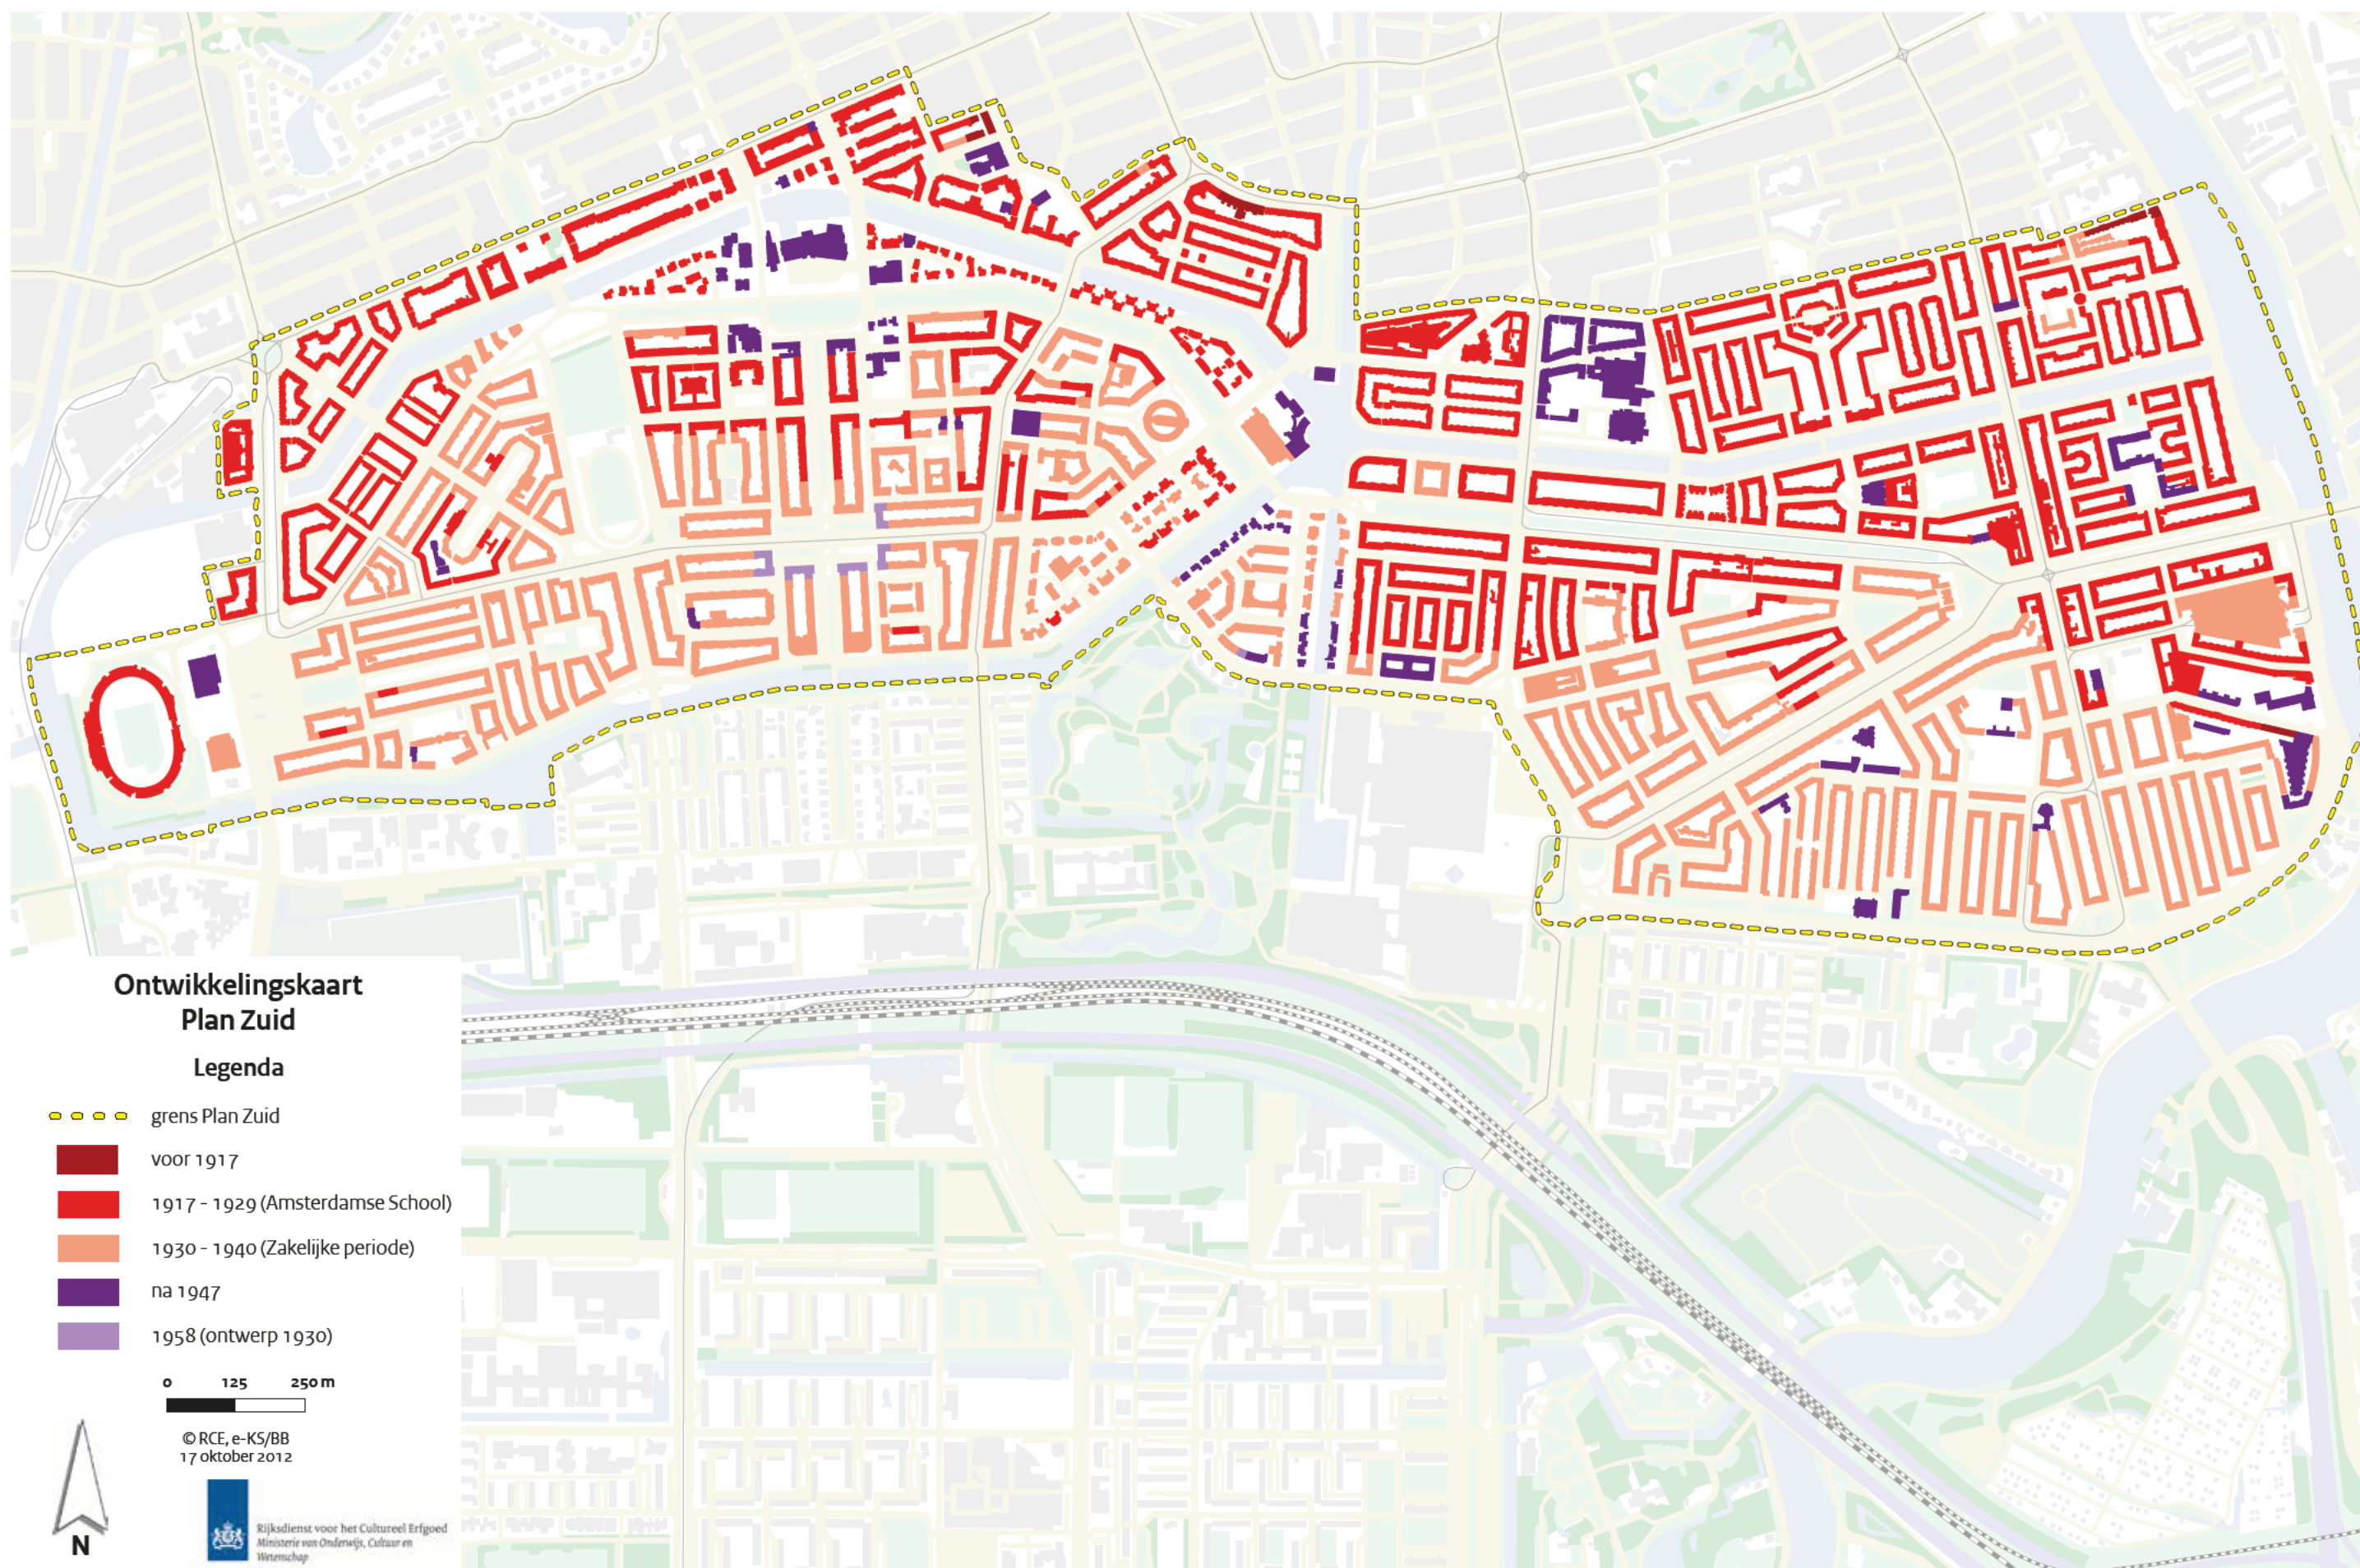 Ontwikkelingskaart
Plan Zuid
Legenda
grens Plan Zuid
voor 1917
1917 - 1929 (Amsterdamse School)
1930 - 1940 (Zakelijke periode)
na 1947
1958 (ontwerp 1930)
0 125 250 m
© RCE, e-KS/BB
17 oktober 2012
N
Rijksdienst voor het Cultureel Erfgoed
Ministerie van Onderwijs, Cultuur en
Wetenschap